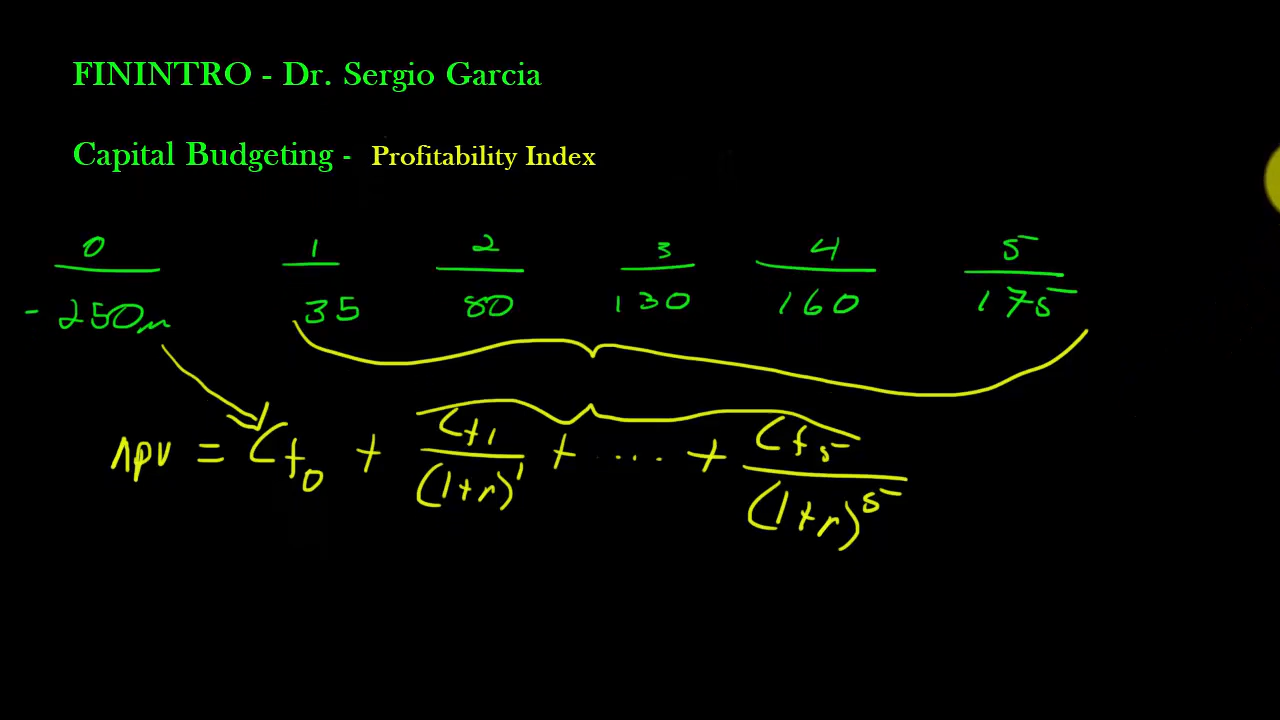 FININTRO - Dr. Sergio Garcia
Capital Budgeting - Profitability Index
0 1 2 3 4 5
-250m 35 80 130 160 175
npv = Cf0 + Cf1/(1+r)^1 + .... + Cf5/(1+r)^5